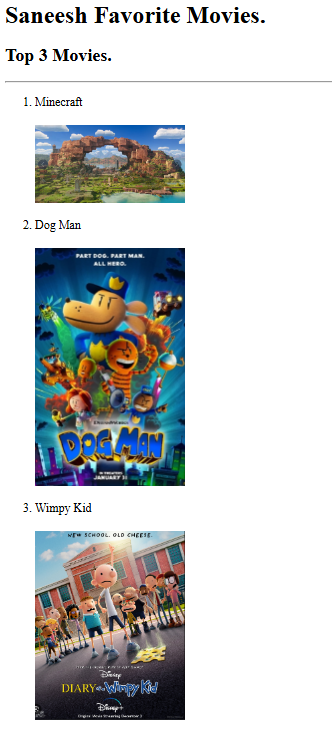 Saneesh Favorite Movies.
Top 3 Movies.
1. Minecraft
2. Dog Man
PART DOG. PART MAN.
ALL HERO.
DOG MAN
IN THEATRES
JANUARY 31
3. Wimpy Kid
NEW SCHOOL. OLD CHEESE.
Disney
DIARY of a Wimpy Kid
Disney+
Original Movie Streaming December 3